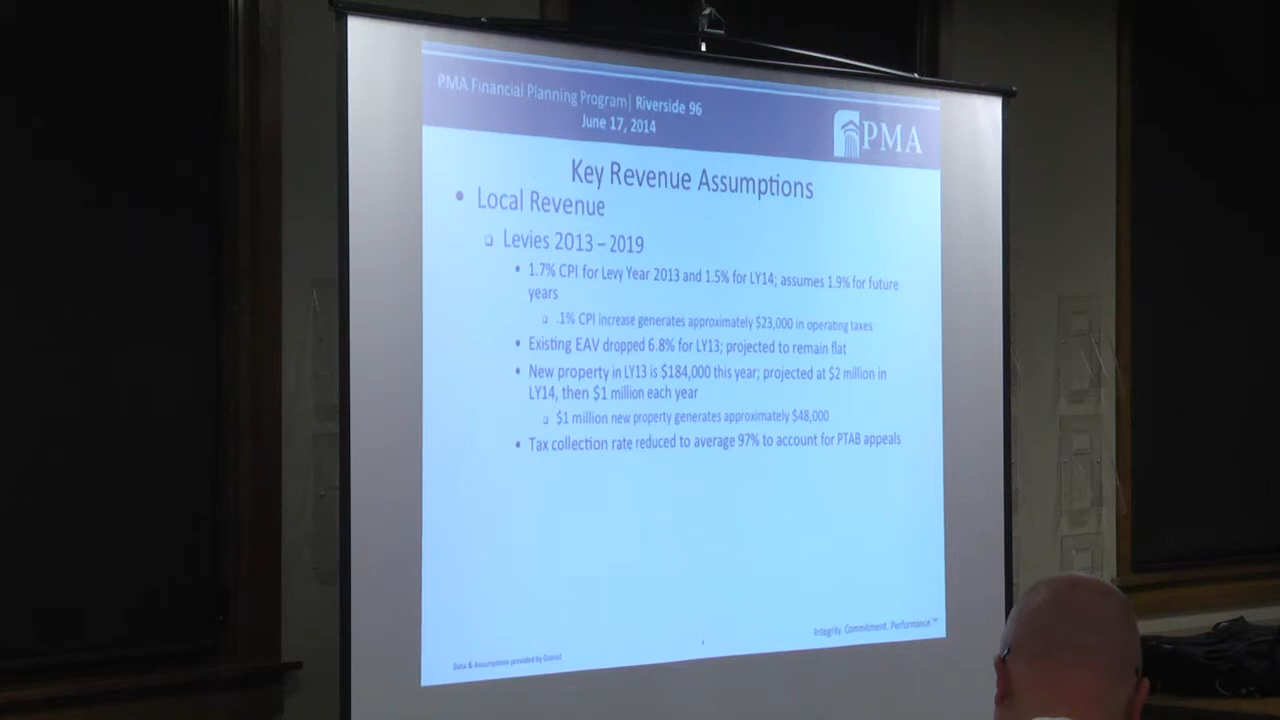 PMA Financial Planning Program| Riverside 96
June 17, 2014
PMA
Key Revenue Assumptions
• Local Revenue
❑ Levies 2013 – 2019
• 1.7% CPI for Levy Year 2013 and 1.5% for LY14; assumes 1.9% for future
years
❑ .1% CPI increase generates approximately $23,000 in operating taxes
• Existing EAV dropped 6.8% for LY13; projected to remain flat
• New property in LY13 is $184,000 this year; projected at $2 million in
LY14, then $1 million each year
❑ $1 million new property generates approximately $48,000
• Tax collection rate reduced to average 97% to account for PTAB appeals
Integrity. Commitment. Performance.™
Data & Assumptions provided by